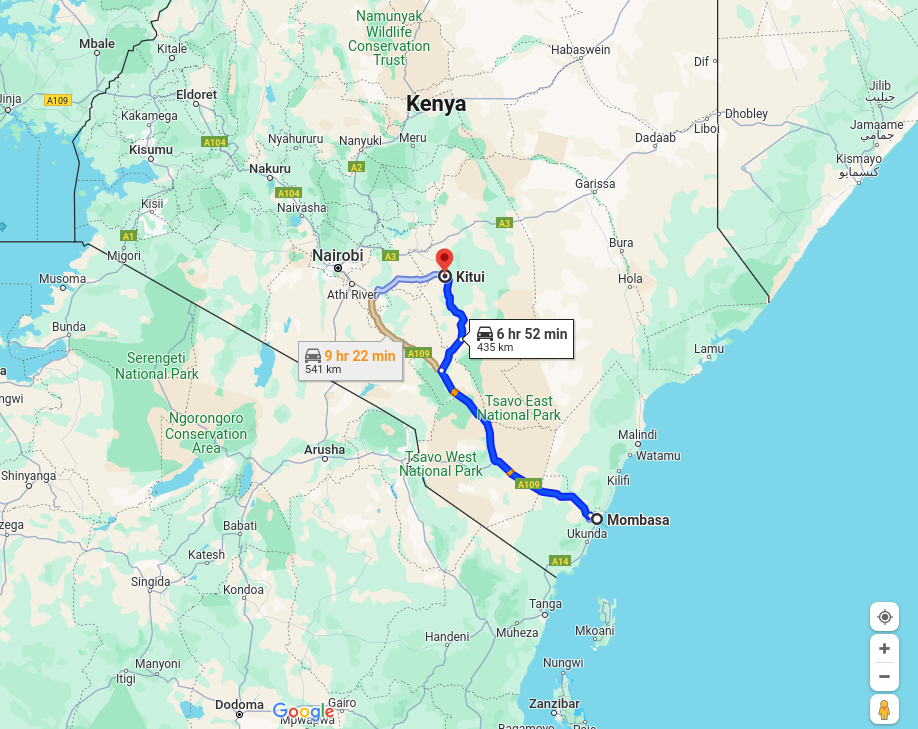 Namunyak
Wildlife
Conservation
Trust
Mbale
Kitale
Habaswein
Dif
Jinja
A109
Eldoret
Kenya
Jilib
جيليب
Kakamega
Dhobley
Liboi
Jamaame
جمامي
Kisumu
A104
Nyahururu
Nanyuki
Meru
Dadaab
Kismayo
كيسمايو
Nakuru
A2
A104
Garissa
Kisii
Naivasha
A3
A1
Migori
Nairobi
A3
Bura
Musoma
Athi River
Kitui
Hola
Bunda
6 hr 52 min
435 km
9 hr 22 min
541 km
A109
Lamu
Serengeti
National Park
Tsavo East
National Park
Ngorongoro
Conservation
Area
Arusha
Tsavo West
National Park
Malindi
Watamu
Shinyanga
A109
Kilifi
Mombasa
Babati
Ukunda
Katesh
A14
Singida
Kondoa
Tanga
Mkoani
Muheza
Handeni
Manyoni
Itigi
Nungwi
Dodoma
Google
Gairo
Mpwapwa
Zanzibar